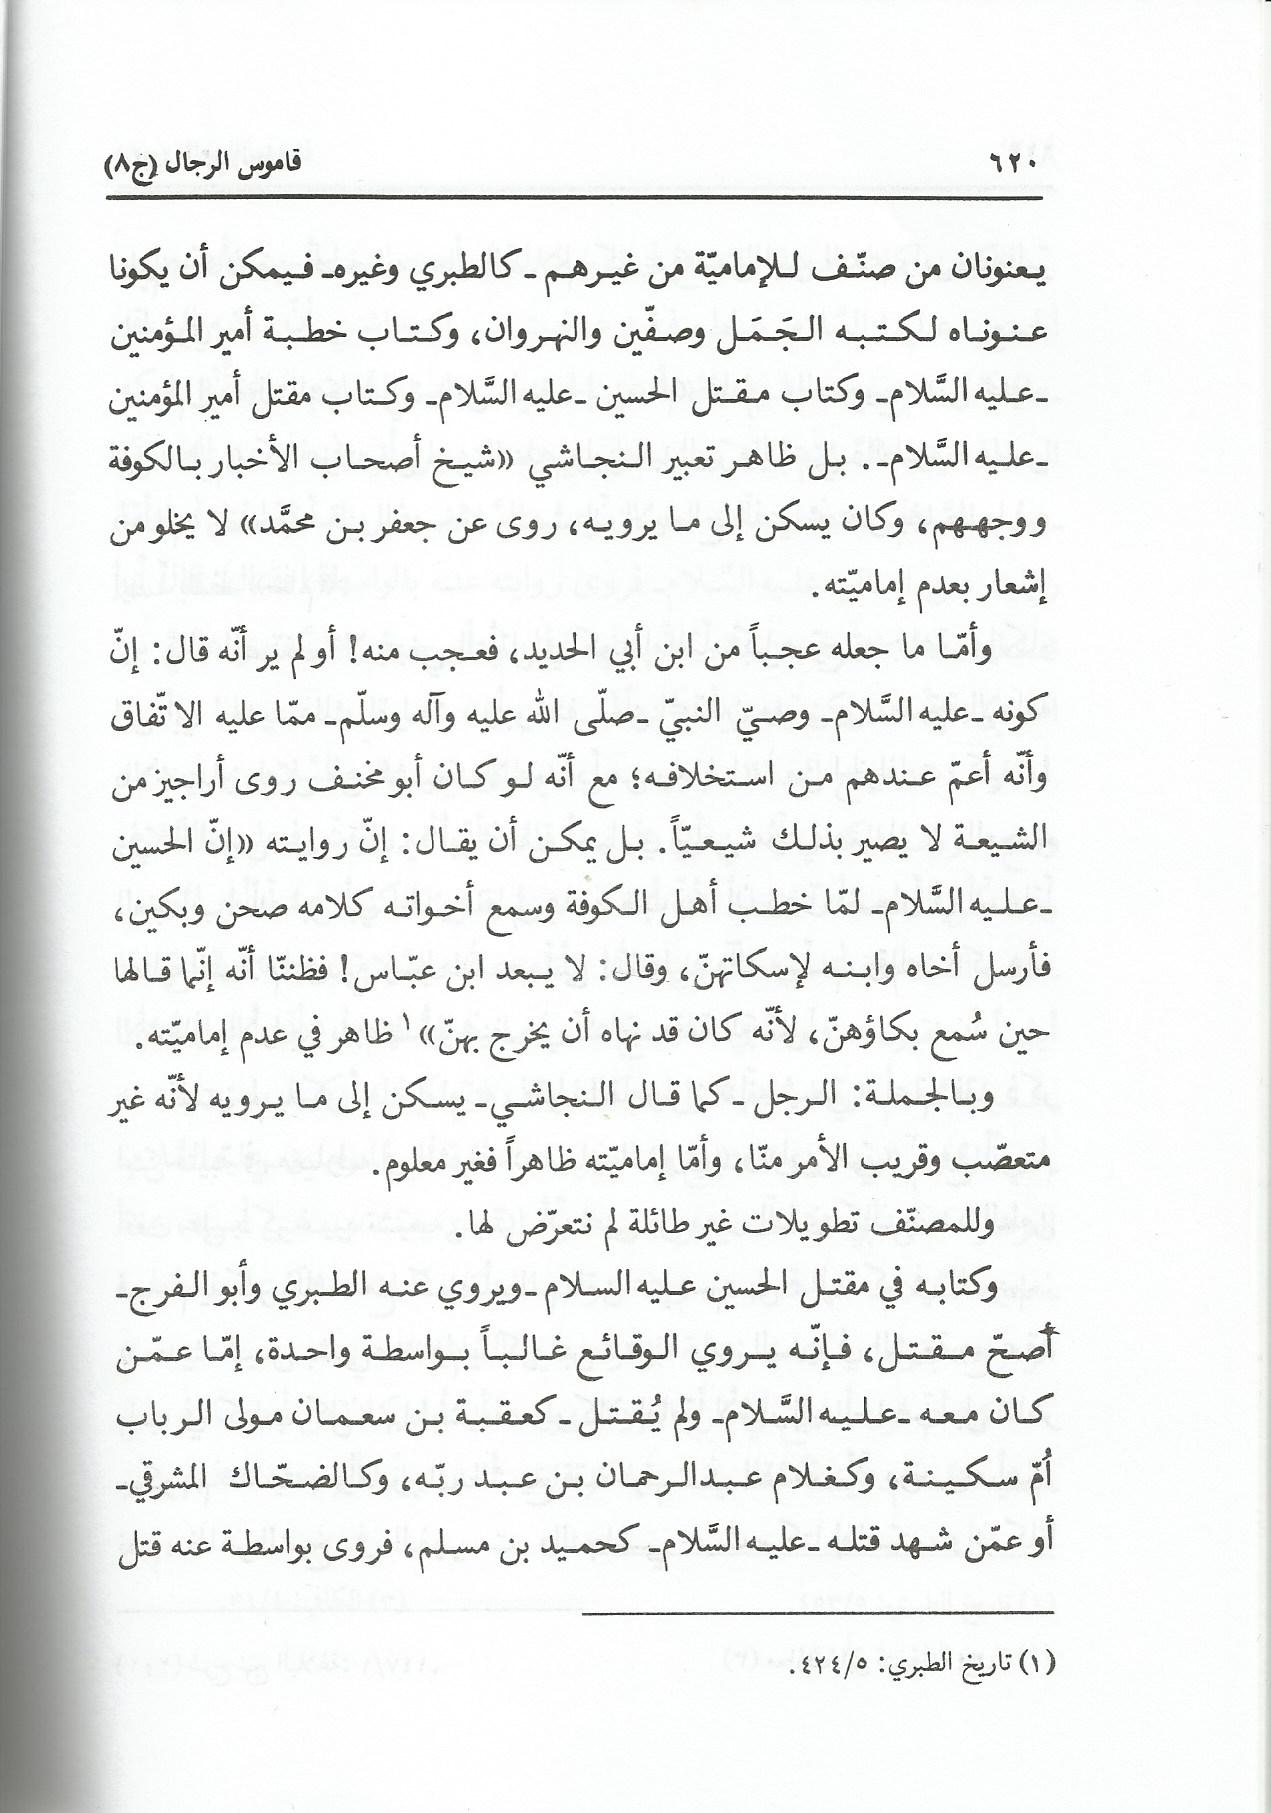 ٦٢٠ قاموس الرجال (ج٨)
يعنونان من صنّف للإماميّة من غيرهم ـ كالطبري وغيره ـ فيمكن أن يكونا
عنوناه لكتبه الجَمَل وصفّين والنهروان، وكتاب خطبة أمير المؤمنين
ـ عليه السَّلام ـ وكتاب مقتل الحسين ـ عليه السَّلام ـ وكتاب مقتل أمير المؤمنين
ـ عليه السَّلام ـ. بل ظاهر تعبير النجاشي «شيخ أصحاب الأخبار بالكوفة
ووجههم، وكان يسكن إلى ما يرويه، روى عن جعفر بن محمَّد» لا يخلو من
إشعار بعدم إماميّته.
وأمّا ما جعله عجباً من ابن أبي الحديد، فعجب منه! أو لم ير أنّه قال: إنّ
كونه ـ عليه السَّلام ـ وصيّ النبيّ ـ صلّى الله عليه وآله وسلّم ـ ممّا عليه الاتّفاق
وأنّه أعمّ عندهم من استخلافه؛ مع أنّه لو كان أبو مخنف روى أراجيز من
الشيعة لا يصير بذلك شيعيّاً. بل يمكن أن يقال: إنّ روايته «إنّ الحسين
ـ عليه السَّلام ـ لمّا خطب أهل الكوفة وسمع أخواته كلامه صحن وبكين،
فأرسل أخاه وابنه لإسكاتهنّ، وقال: لا يبعد ابن عبّاس! فظننّا أنّه إنّما قالها
حين سُمع بكاؤهنّ، لأنّه كان قد نهاه أن يخرج بهنّ»١ ظاهر في عدم إماميّته.
وبالجملة: الرجل ـ كما قال النجاشي ـ يسكن إلى ما يرويه لأنّه غير
متعصّب وقريب الأمر منّا، وأمّا إماميّته ظاهراً فغير معلوم.
وللمصنّف تطويلات غير طائلة لم نتعرّض لها.
وكتابه في مقتل الحسين عليه السلام ـ ويروي عنه الطبري وأبو الفرج ـ
أصحّ مقتل، فإنّه يروي الوقائع غالباً بواسطة واحدة، إمّا عمّن
كان معه ـ عليه السَّلام ـ ولم يُقتل ـ كعقبة بن سعمان مولى الرباب
أُمّ سكينة، وكغلام عبدالرحمان بن عبد ربّه، وكالضحّاك المشرقي ـ
أو عمّن شهد قتله ـ عليه السَّلام ـ كحميد بن مسلم، فروى بواسطة عنه قتل
(١) تاريخ الطبري: ٤٢٤/٥.